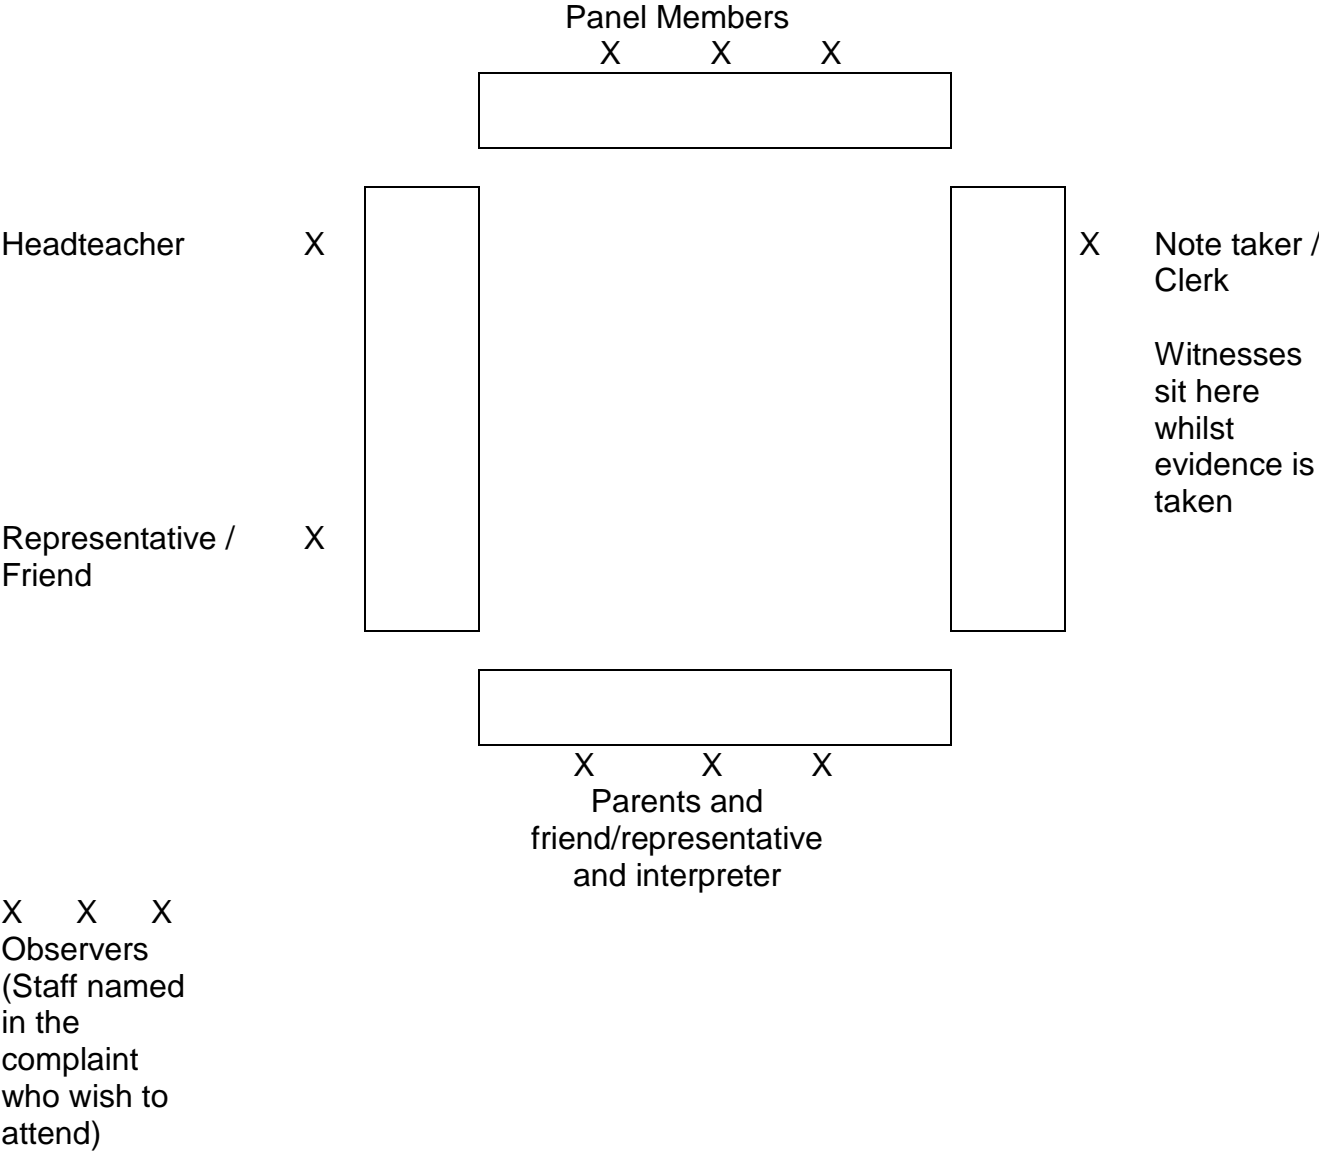 Panel Members
X X X
Headteacher X
X Note taker /
Clerk
Witnesses
sit here
whilst
evidence is
taken
Representative / X
Friend
X X X
Parents and
friend/representative
and interpreter
X X X
Observers
(Staff named
in the
complaint
who wish to
attend)